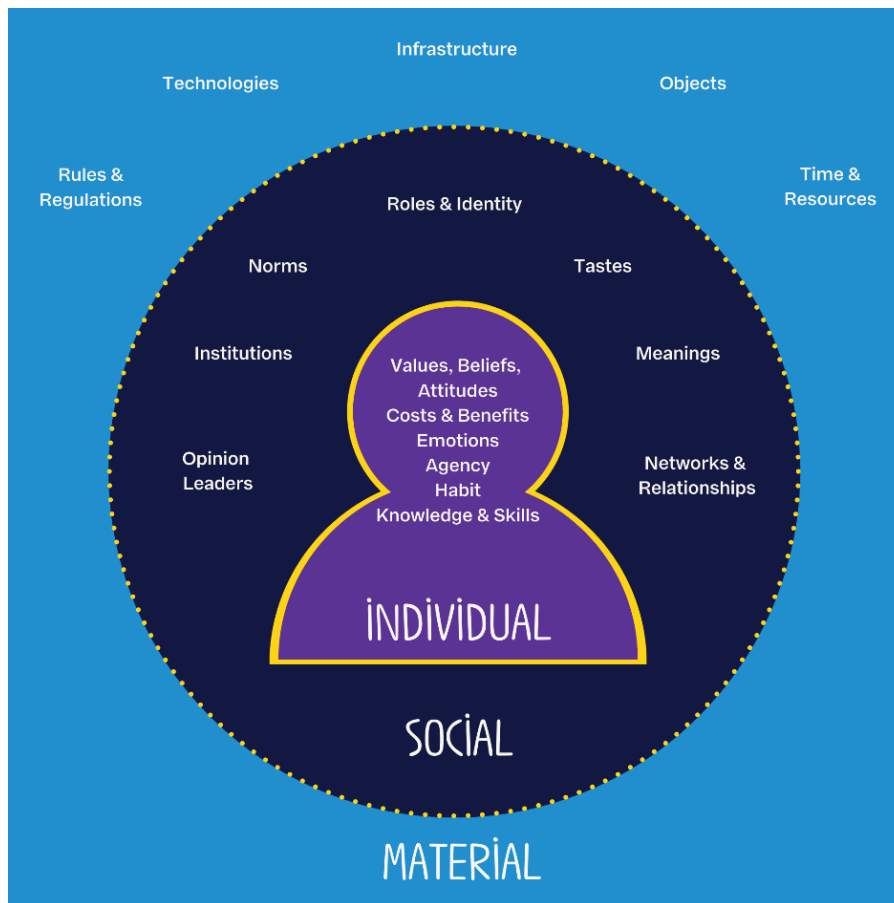 Infrastructure
Technologies
Objects
Rules &
Regulations
Time &
Resources
Roles & Identity
Norms
Tastes
Institutions
Meanings
Opinion
Leaders
Networks &
Relationships
Values, Beliefs,
Attitudes
Costs & Benefits
Emotions
Agency
Habit
Knowledge & Skills
INDIVIDUAL
SOCIAL
MATERIAL